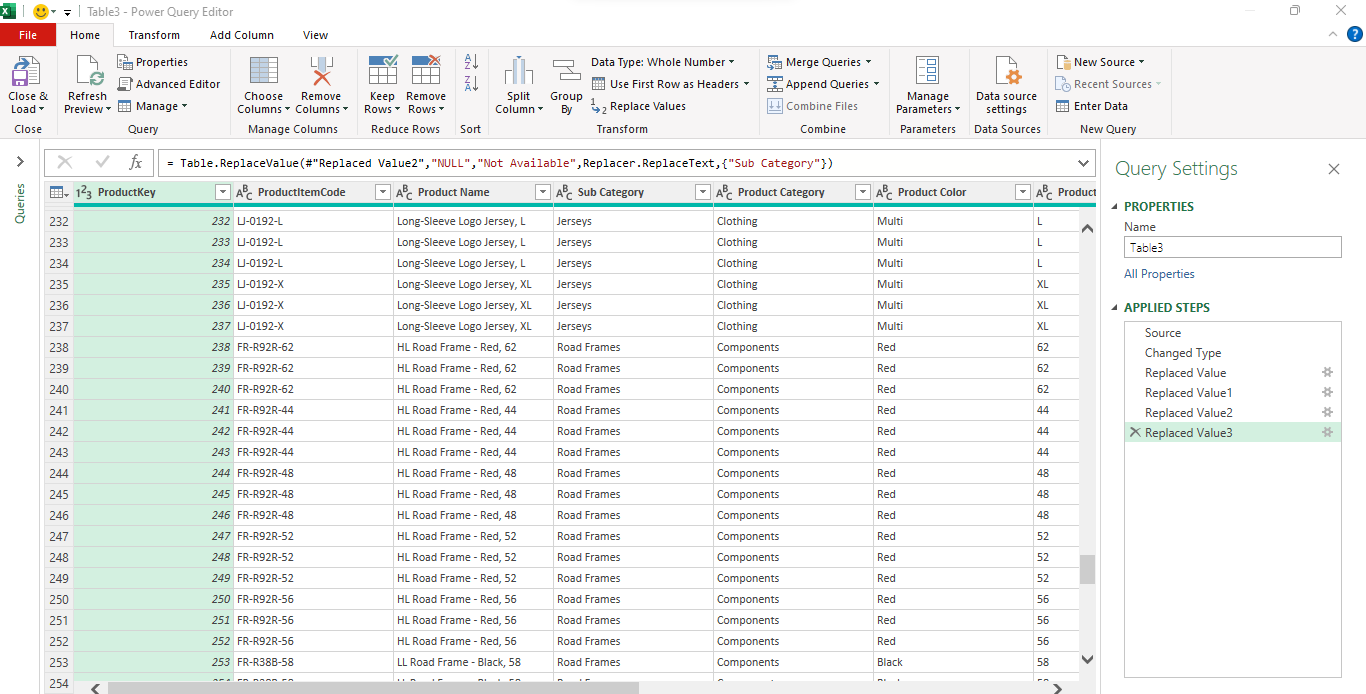 Table3 - Power Query Editor
File Home Transform Add Column View
Close & Load
Close
Refresh Preview
Properties
Advanced Editor
Manage
Query
Choose Columns
Remove Columns
Manage Columns
Keep Rows
Remove Rows
Reduce Rows
Sort
Split Column
Group By
Data Type: Whole Number
Use First Row as Headers
Replace Values
Transform
Merge Queries
Append Queries
Combine Files
Combine
Manage Parameters
Parameters
Data source settings
Data Sources
New Source
Recent Sources
Enter Data
New Query
Queries
fx = Table.ReplaceValue(#"Replaced Value2","NULL","Not Available",Replacer.ReplaceText,{"Sub Category"})
ProductKey ProductItemCode Product Name Sub Category Product Category Product Color Product
232 232 LJ-0192-L Long-Sleeve Logo Jersey, L Jerseys Clothing Multi L
233 233 LJ-0192-L Long-Sleeve Logo Jersey, L Jerseys Clothing Multi L
234 234 LJ-0192-L Long-Sleeve Logo Jersey, L Jerseys Clothing Multi L
235 235 LJ-0192-X Long-Sleeve Logo Jersey, XL Jerseys Clothing Multi XL
236 236 LJ-0192-X Long-Sleeve Logo Jersey, XL Jerseys Clothing Multi XL
237 237 LJ-0192-X Long-Sleeve Logo Jersey, XL Jerseys Clothing Multi XL
238 238 FR-R92R-62 HL Road Frame - Red, 62 Road Frames Components Red 62
239 239 FR-R92R-62 HL Road Frame - Red, 62 Road Frames Components Red 62
240 240 FR-R92R-62 HL Road Frame - Red, 62 Road Frames Components Red 62
241 241 FR-R92R-44 HL Road Frame - Red, 44 Road Frames Components Red 44
242 242 FR-R92R-44 HL Road Frame - Red, 44 Road Frames Components Red 44
243 243 FR-R92R-44 HL Road Frame - Red, 44 Road Frames Components Red 44
244 244 FR-R92R-48 HL Road Frame - Red, 48 Road Frames Components Red 48
245 245 FR-R92R-48 HL Road Frame - Red, 48 Road Frames Components Red 48
246 246 FR-R92R-48 HL Road Frame - Red, 48 Road Frames Components Red 48
247 247 FR-R92R-52 HL Road Frame - Red, 52 Road Frames Components Red 52
248 248 FR-R92R-52 HL Road Frame - Red, 52 Road Frames Components Red 52
249 249 FR-R92R-52 HL Road Frame - Red, 52 Road Frames Components Red 52
250 250 FR-R92R-56 HL Road Frame - Red, 56 Road Frames Components Red 56
251 251 FR-R92R-56 HL Road Frame - Red, 56 Road Frames Components Red 56
252 252 FR-R92R-56 HL Road Frame - Red, 56 Road Frames Components Red 56
253 253 FR-R38B-58 LL Road Frame - Black, 58 Road Frames Components Black 58
254
Query Settings
PROPERTIES
Name
Table3
All Properties
APPLIED STEPS
Source
Changed Type
Replaced Value
Replaced Value1
Replaced Value2
Replaced Value3